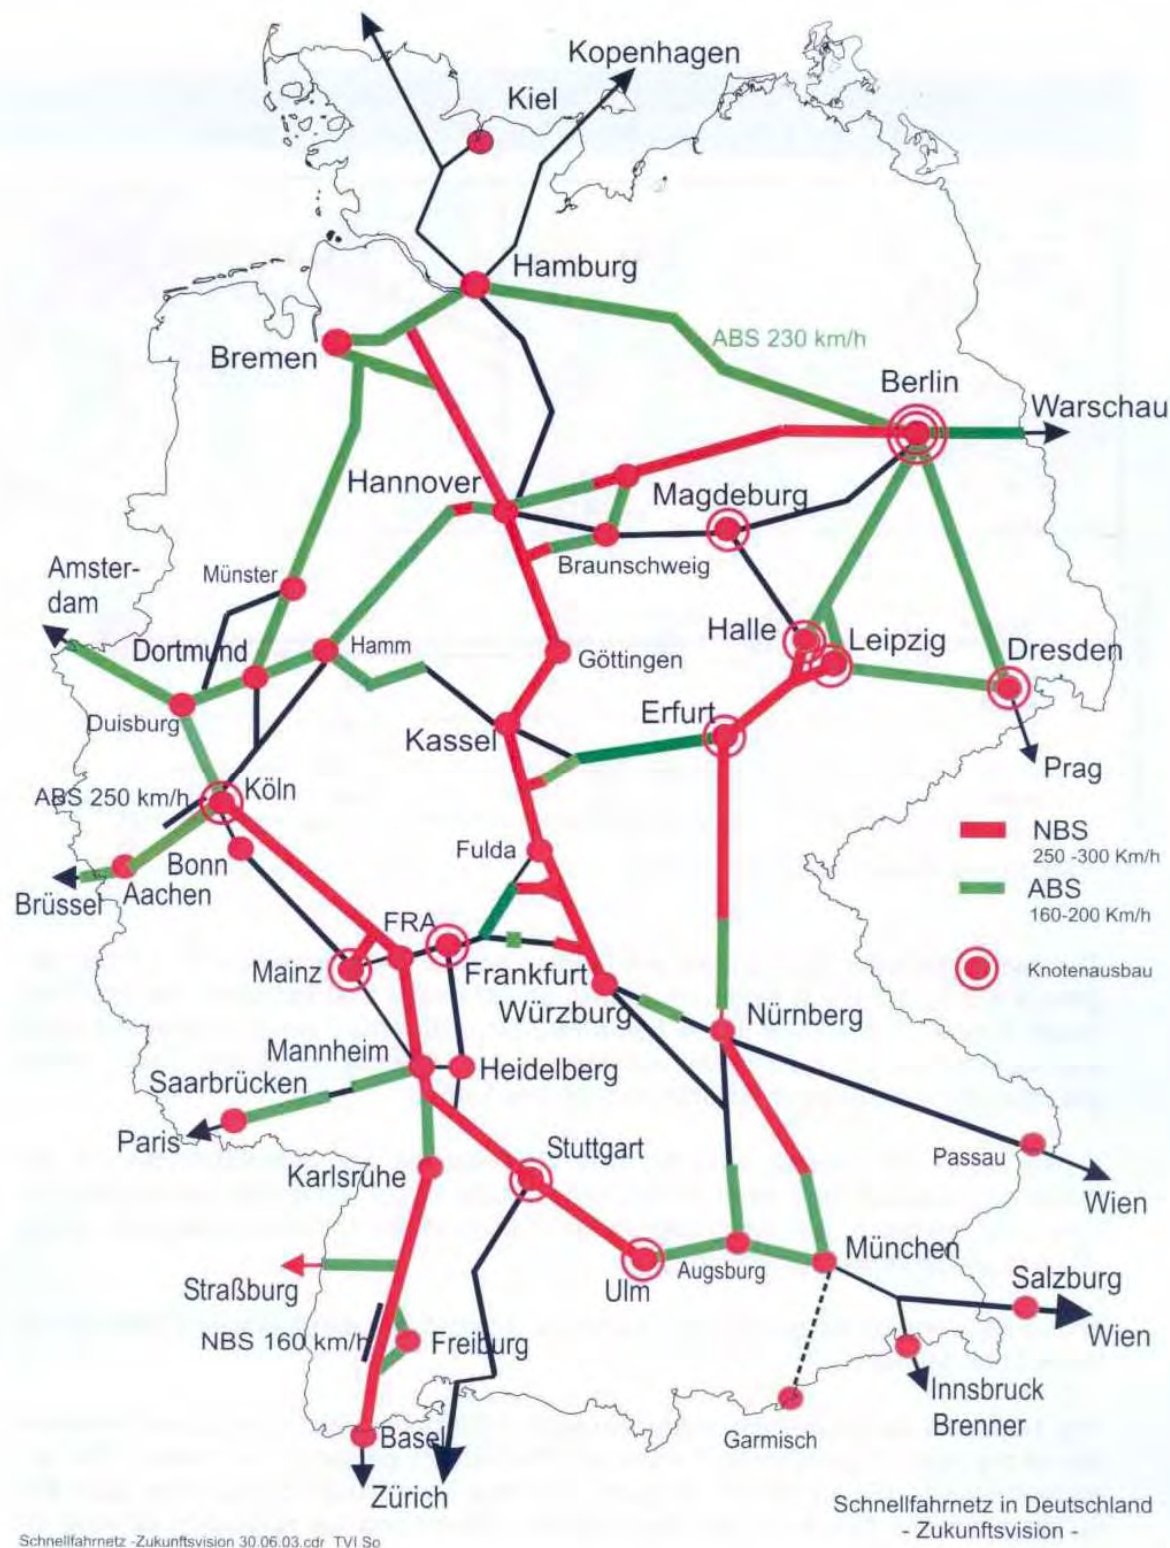 Kopenhagen
Kiel
Hamburg
ABS 230 km/h
Bremen
Berlin
Warschau
Hannover
Magdeburg
Braunschweig
Amster-
dam
Münster
Dortmund
Hamm
Göttingen
Halle
Leipzig
Dresden
Duisburg
Kassel
Erfurt
Prag
ABS 250 km/h
Köln
NBS
250 -300 Km/h
Fulda
Bonn
Aachen
Brüssel
ABS
160-200 Km/h
FRA
Mainz
Frankfurt
Knotenausbau
Würzburg
Nürnberg
Mannheim
Heidelberg
Saarbrücken
Paris
Stuttgart
Passau
Karlsruhe
Wien
München
Augsburg
Ulm
Straßburg
Salzburg
Wien
NBS 160 km/h
Freiburg
Innsbruck
Brenner
Basel
Garmisch
Zürich
Schnellfahrnetz in Deutschland
- Zukunftsvision -
Schnellfahrnetz -Zukunftsvision 30.06.03.cdr TVI So